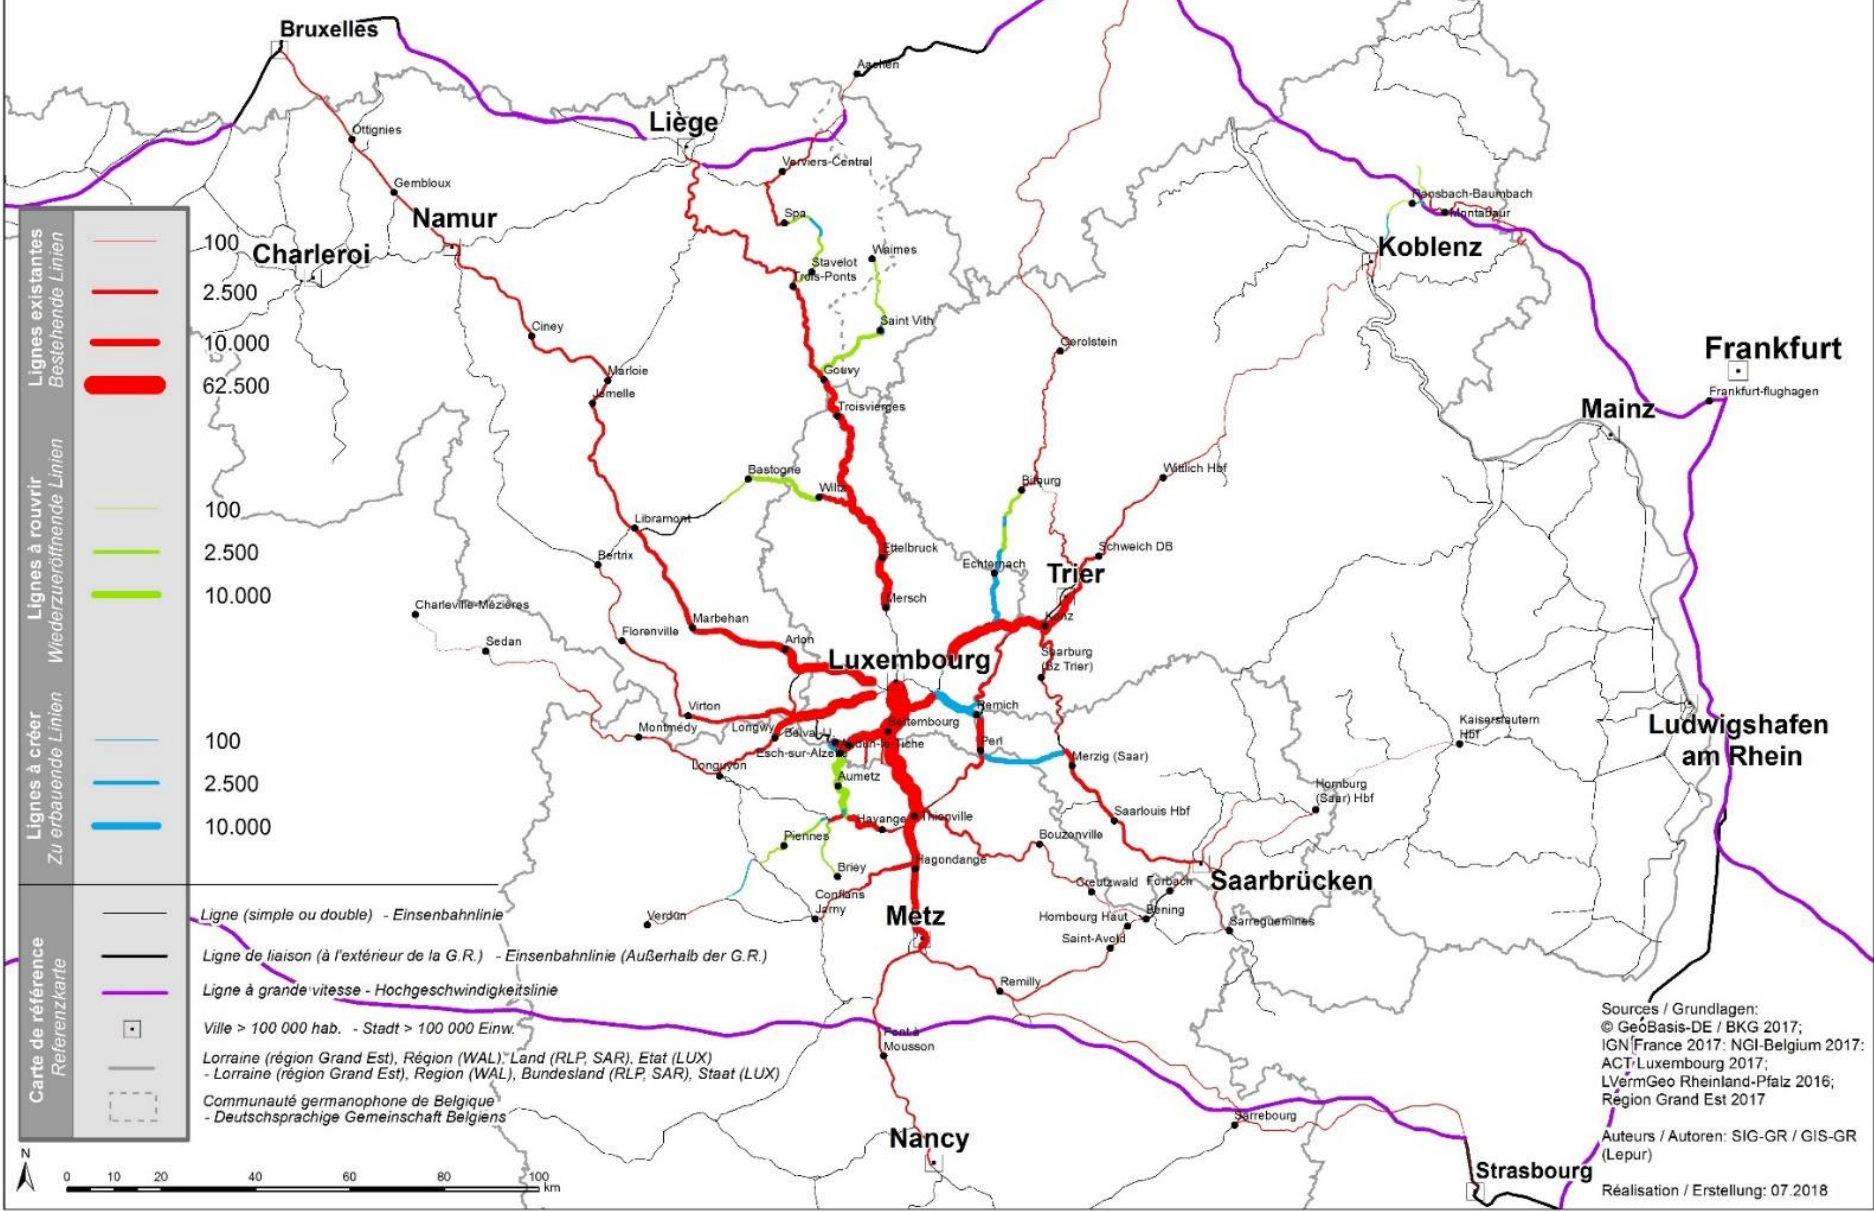 Bruxelles
Aachen
Ottignies
Liège
Verviers-Central
Gembloux
Ransbach-Baumbach
Montabaur
Namur
Spa
Charleroi
Waimes
Koblenz
Stavelot
Trois-Ponts
Saint Vith
Ciney
Gerolstein
Frankfurt
Marloie
Gouvy
Jemelle
Frankfurt-flughagen
Troisvierges
Mainz
Bastogne
Wiltz
Wittlich Hbf
Bitburg
Libramont
Ettelbruck
Schweich DB
Bertrix
Echternach
Trier
Mersch
Charleville-Mézières
Marbehan
Konz
Florenville
Arlon
Sedan
Saarburg
(Bz Trier)
Luxembourg
Virton
Remich
Montmédy
Longwy
Belval-U.
Bettembourg
Kaiserslautern
Hbf
Ludwigshafen
am Rhein
Audun-le-Tiche
Perl
Esch-sur-Alzette
Merzig (Saar)
Longuyon
Aumetz
Homburg
(Saar) Hbf
Hayange
Thionville
Saarlouis Hbf
Piennes
Bouzonville
Briey
Hagondange
Saarbrücken
Creutzwald
Forbach
Conflans
Jarny
Verdun
Metz
Hombourg Haut
Béning
Sarreguemines
Saint-Avold
Remilly
Pont à
Mousson
Sarrebourg
Nancy
Strasbourg
Lignes existantes
Bestehende Linien
100
2.500
10.000
62.500
Lignes à rouvrir
Wiederzueröffnende Linien
100
2.500
10.000
Lignes à créer
Zu erbauende Linien
100
2.500
10.000
Carte de référence
Referenzkarte
Ligne (simple ou double) - Einsenbahnlinie
Ligne de liaison (à l'extérieur de la G.R.) - Einsenbahnlinie (Außerhalb der G.R.)
Ligne à grande vitesse - Hochgeschwindigkeitslinie
Ville > 100 000 hab. - Stadt > 100 000 Einw.
Lorraine (région Grand Est), Région (WAL), Land (RLP, SAR), Etat (LUX)
- Lorraine (région Grand Est), Region (WAL), Bundesland (RLP, SAR), Staat (LUX)
Communauté germanophone de Belgique
- Deutschsprachige Gemeinschaft Belgiens
N
0 10 20 40 60 80 100
km
Sources / Grundlagen:
© GeoBasis-DE / BKG 2017;
IGN France 2017: NGI-Belgium 2017:
ACT Luxembourg 2017;
LVermGeo Rheinland-Pfalz 2016;
Région Grand Est 2017
Auteurs / Autoren: SIG-GR / GIS-GR
(Lepur)
Réalisation / Erstellung: 07.2018